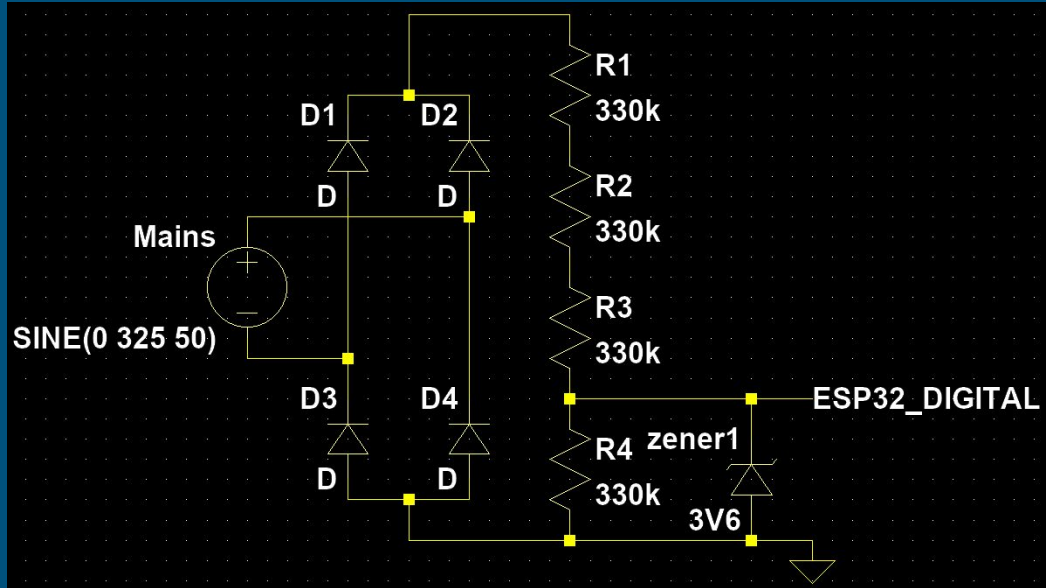 R1
330k
D1
D2
D
D
R2
330k
Mains
SINE(0 325 50)
R3
330k
D3
D4
ESP32_DIGITAL
zener1
R4
330k
D
D
3V6